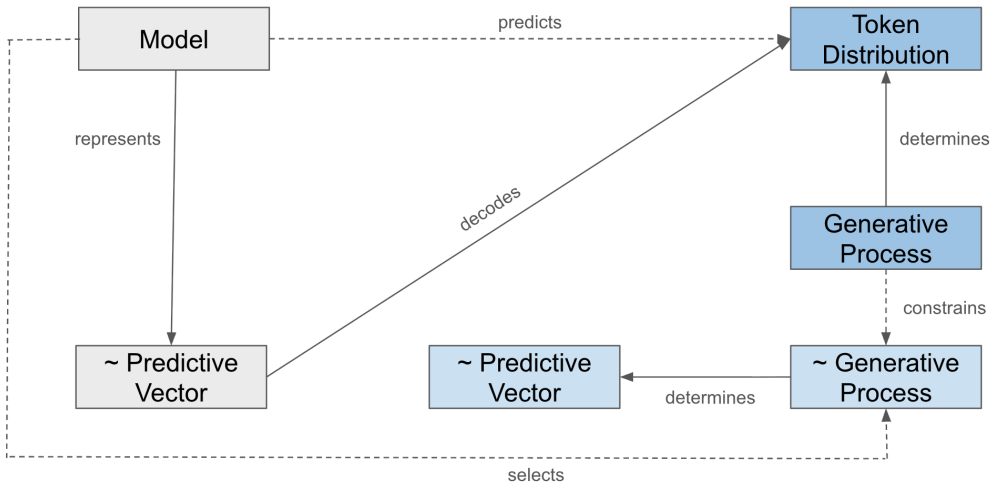 Model
predicts
Token
Distribution
represents
determines
decodes
Generative
Process
constrains
~ Predictive
Vector
~ Predictive
Vector
determines
~ Generative
Process
selects